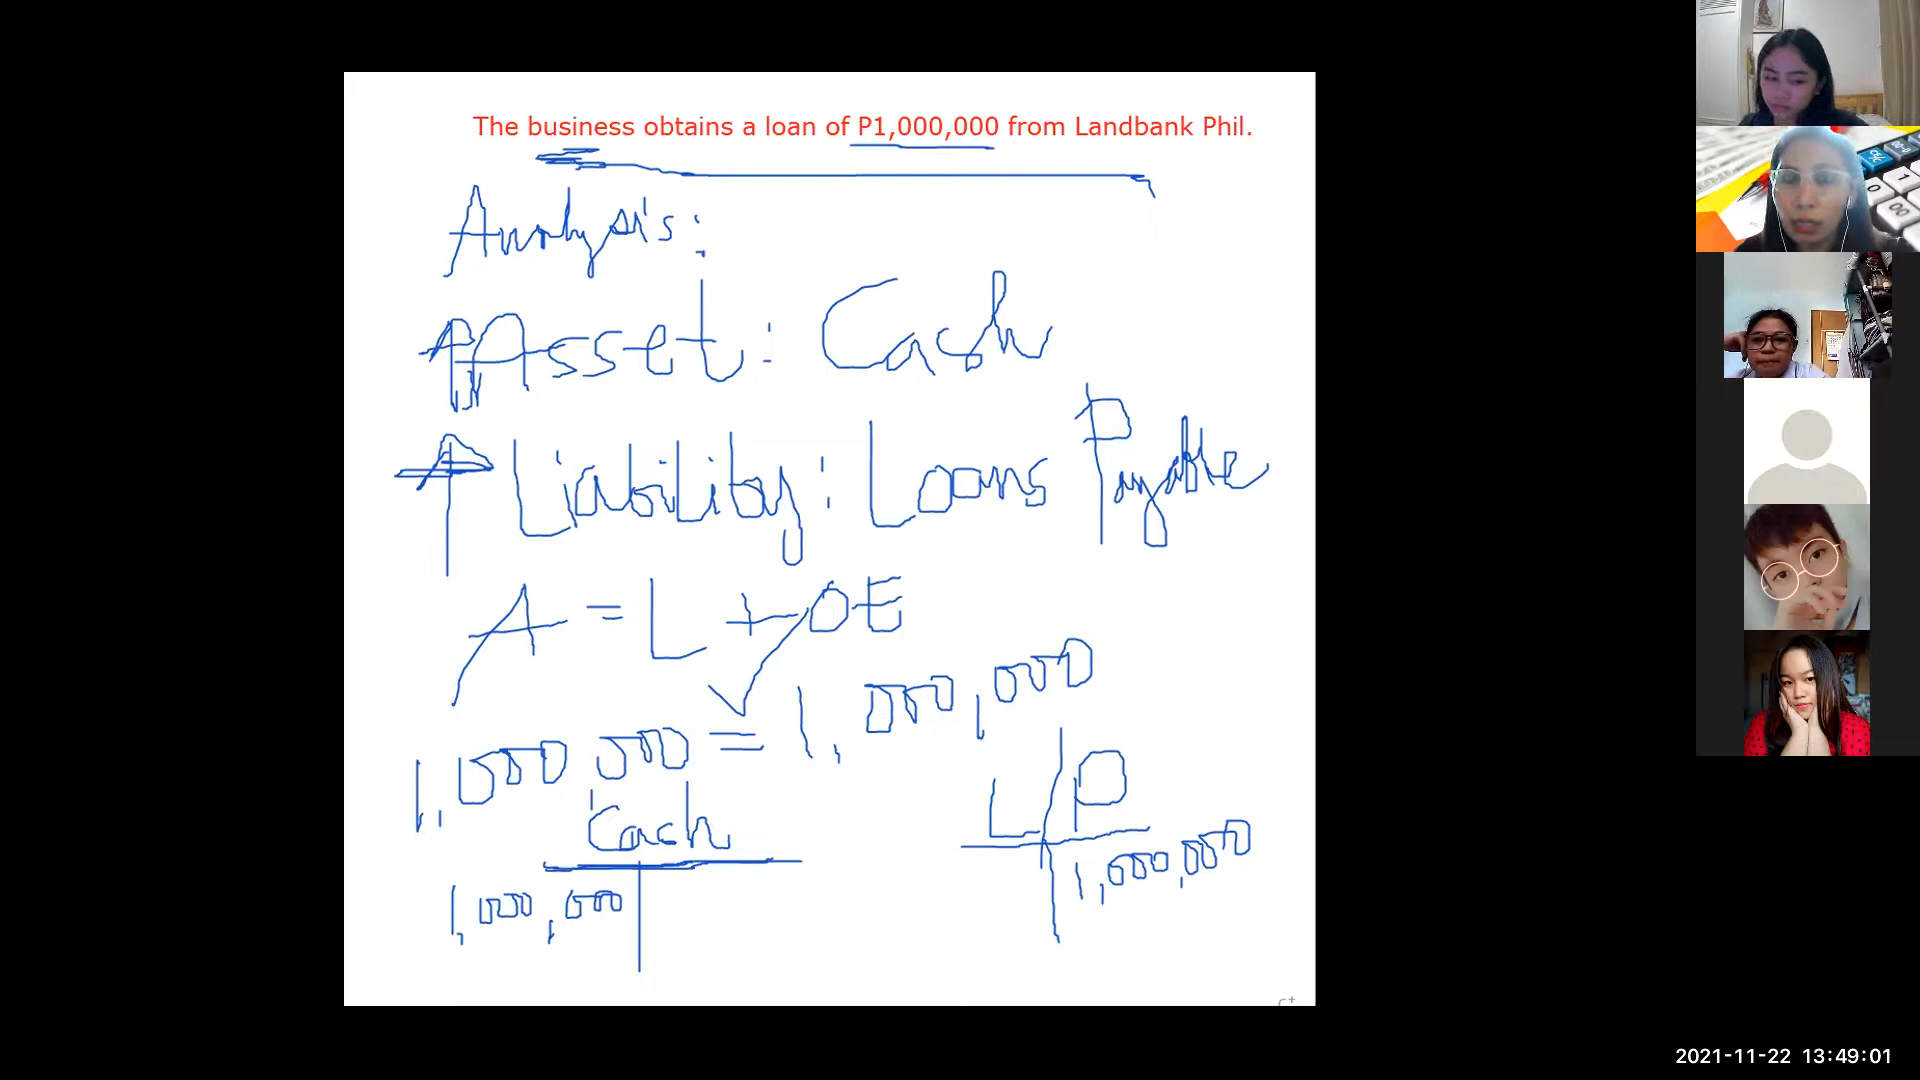 The business obtains a loan of P1,000,000 from Landbank Phil.
Analysis:
Asset: Cash
Liability: Loans Payable
A = L + OE
1,000 000 = 1,000,000
Cash
L P
1,000,000
1,000,000
2021-11-22 13:49:01